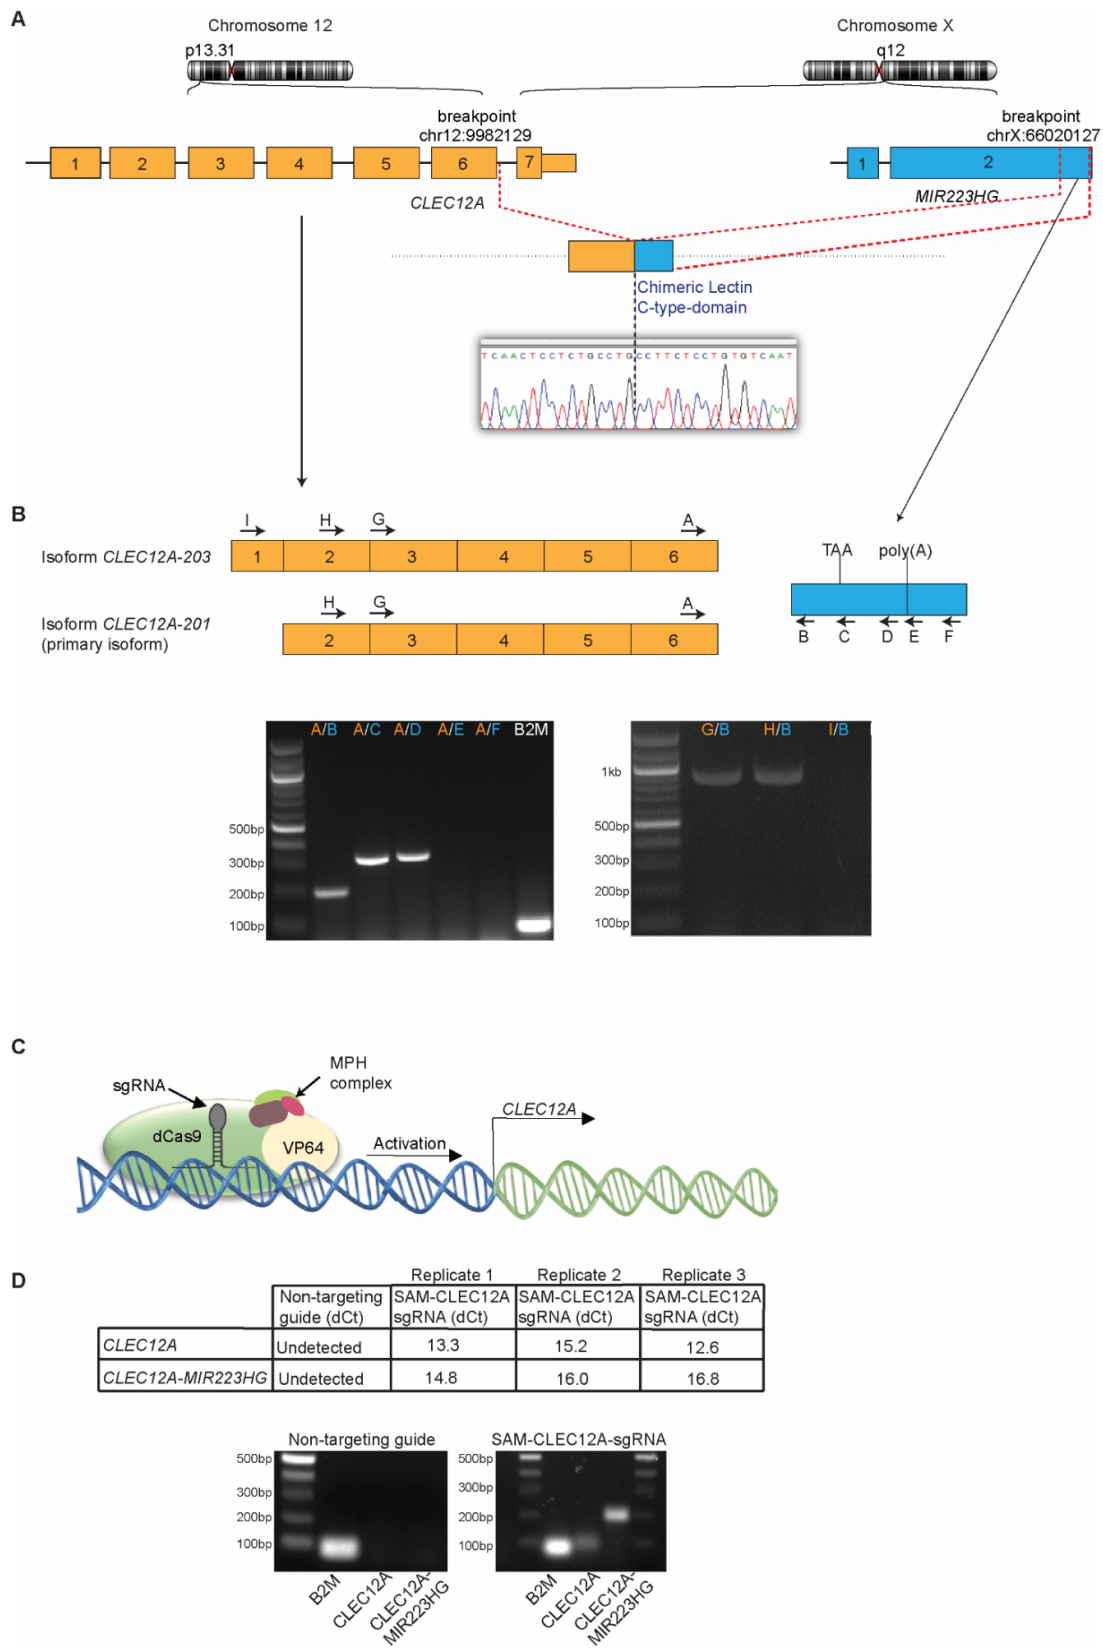 A
Chromosome 12
Chromosome X
p13.31
q12
breakpoint
chr12:9982129
breakpoint
chrX:66020127
1 2 3 4 5 6 7
1 2
CLEC12A
MIR223HG
Chimeric Lectin
C-type-domain
TCAACTCCTCTGCCTGCCTTCTCCTGTGTCAAT
B
I H G A
Isoform CLEC12A-203
1 2 3 4 5 6
TAA poly(A)
H G A
Isoform CLEC12A-201
(primary isoform)
2 3 4 5 6
B C D E F
A/B A/C A/D A/E A/F B2M
500bp
300bp
200bp
100bp
G/B H/B I/B
1kb
500bp
300bp
200bp
100bp
C
sgRNA
MPH
complex
dCas9
VP64
Activation
CLEC12A
D
Replicate 1 Replicate 2 Replicate 3
Non-targeting guide (dCt) SAM-CLEC12A sgRNA (dCt) SAM-CLEC12A sgRNA (dCt) SAM-CLEC12A sgRNA (dCt)
CLEC12A Undetected 13.3 15.2 12.6
CLEC12A-MIR223HG Undetected 14.8 16.0 16.8
Non-targeting guide
500bp
300bp
200bp
100bp
B2M
CLEC12A
CLEC12A-
MIR223HG
SAM-CLEC12A-sgRNA
500bp
300bp
200bp
100bp
B2M
CLEC12A
CLEC12A-
MIR223HG